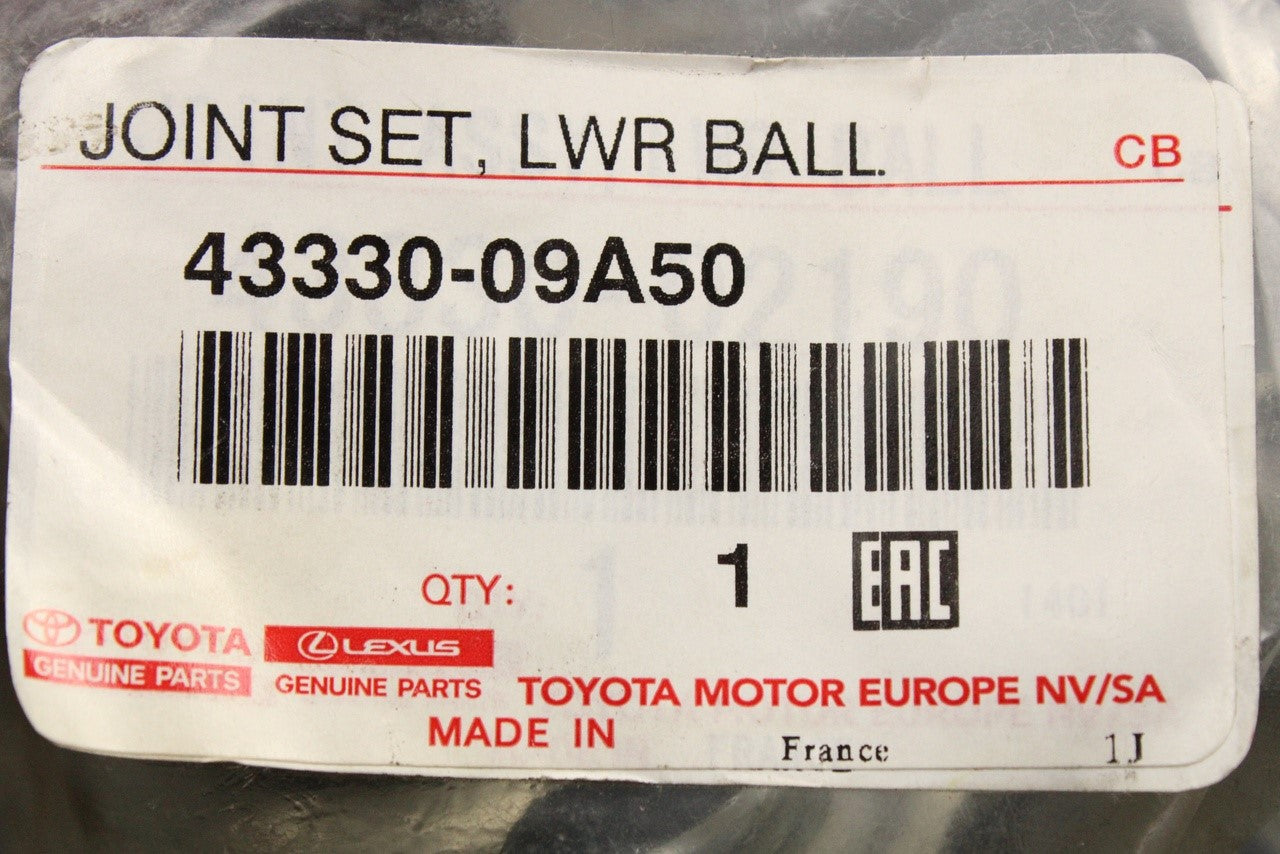 JOINT SET, LWR BALL.
CB
43330-09A50
QTY: 1 EAC
TOYOTA
GENUINE PARTS
LEXUS
GENUINE PARTS
TOYOTA MOTOR EUROPE NV/SA
MADE IN France 1J